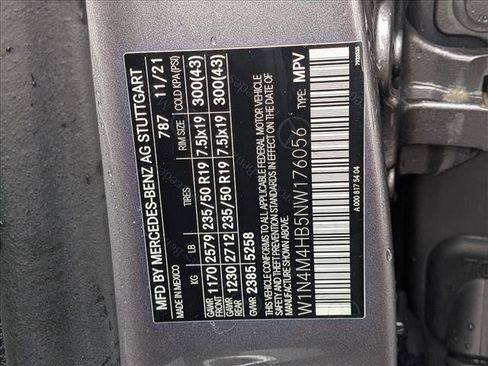 MFD BY MERCEDES-BENZ AG STUTTGART
MADE IN MEXICO 787 11/21
KG LB TIRES RIM SIZE COLD KPA(PSI)
GAWR FRONT 1170 2579 235/50 R19 7.5Jx19 300(43)
GAWR REAR 1230 2712 235/50 R19 7.5Jx19 300(43)
GVWR 2385 5258
THIS VEHICLE CONFORMS TO ALL APPLICABLE FEDERAL MOTOR VEHICLE
SAFETY AND THEFT PREVENTION STANDARDS IN EFFECT ON THE DATE OF
MANUFACTURE SHOWN ABOVE.
W1N4M4HB5NW176056 TYPE: MPV
A 000 817 54 04